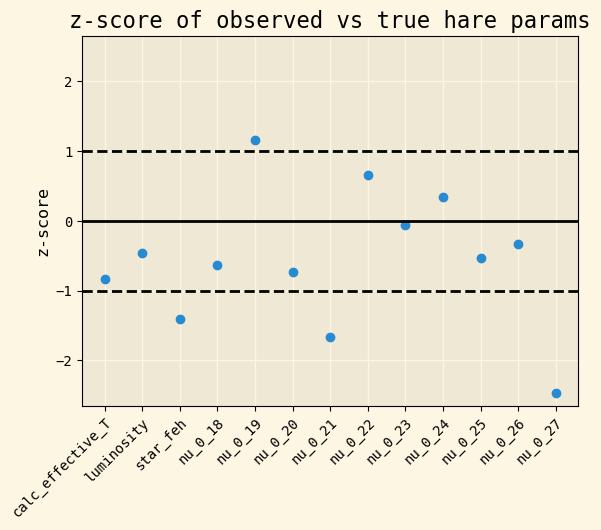 z-score of observed vs true hare params
z-score
2
1
0
−1
−2
calc_effective_T
luminosity
star_feh
nu_0_18
nu_0_19
nu_0_20
nu_0_21
nu_0_22
nu_0_23
nu_0_24
nu_0_25
nu_0_26
nu_0_27